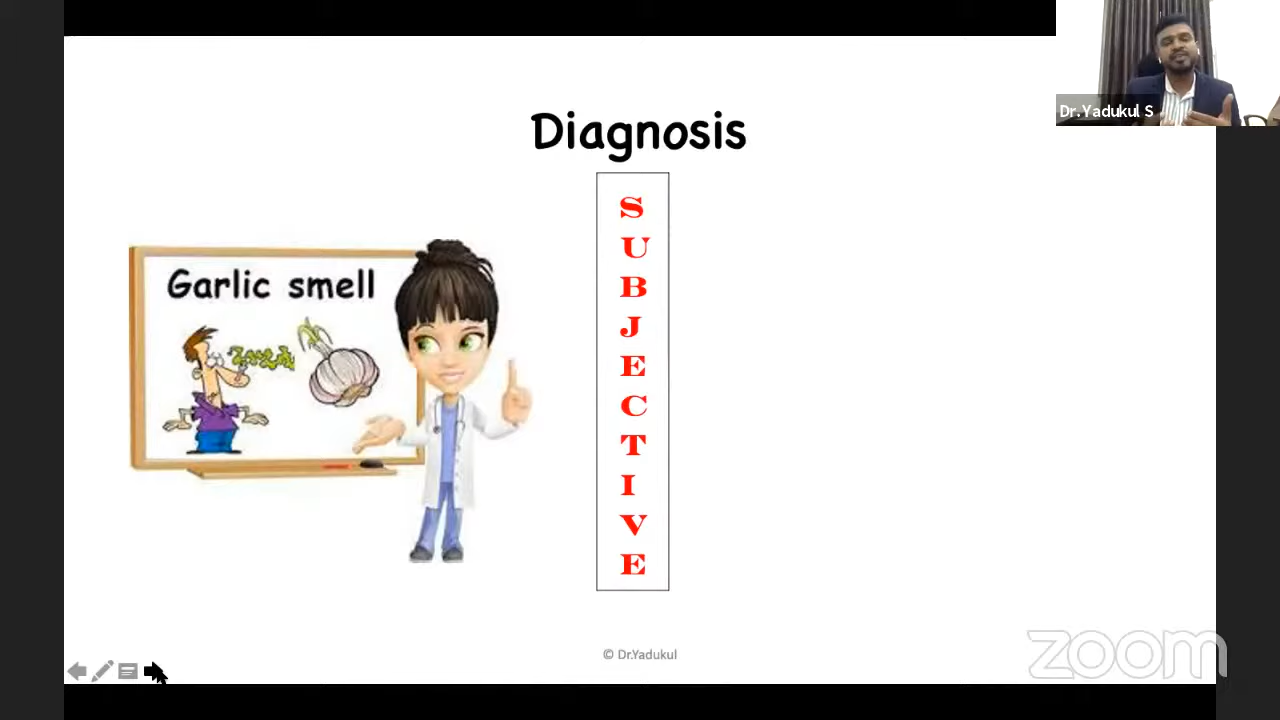 Dr.Yadukul S
Diagnosis
Garlic smell
S
U
B
J
E
C
T
I
V
E
© Dr.Yadukul
zoom